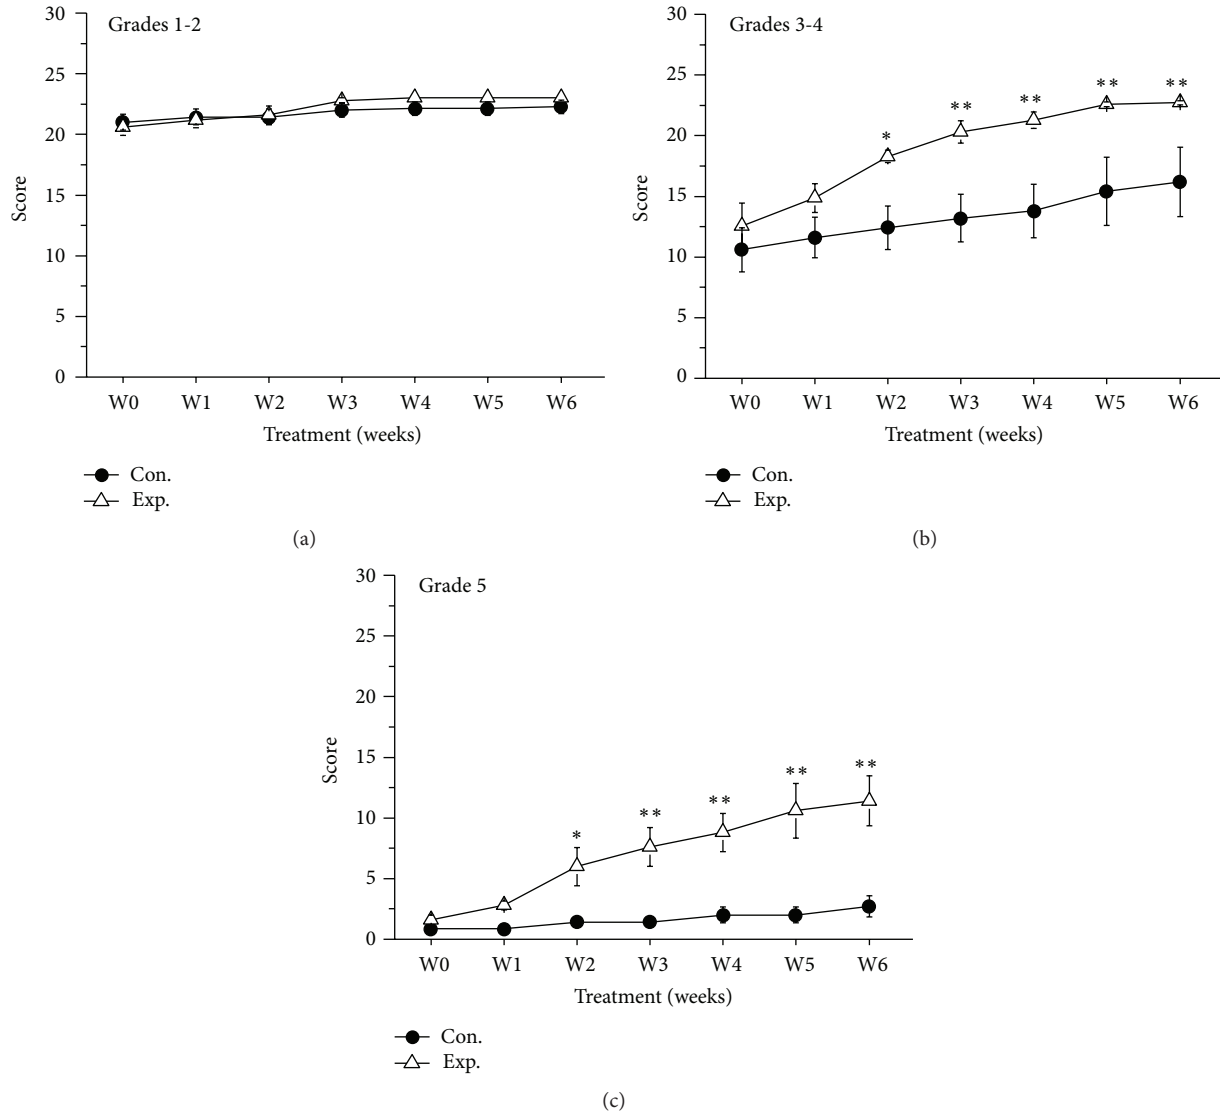 Grades 1-2
30
25
20
15
10
5
0
Score
W0 W1 W2 W3 W4 W5 W6
Treatment (weeks)
Con.
Exp.
(a)
Grades 3-4
30
25
20
15
10
5
0
Score
* ** ** ** **
W0 W1 W2 W3 W4 W5 W6
Treatment (weeks)
Con.
Exp.
(b)
Grade 5
30
25
20
15
10
5
0
Score
* ** ** ** **
W0 W1 W2 W3 W4 W5 W6
Treatment (weeks)
Con.
Exp.
(c)